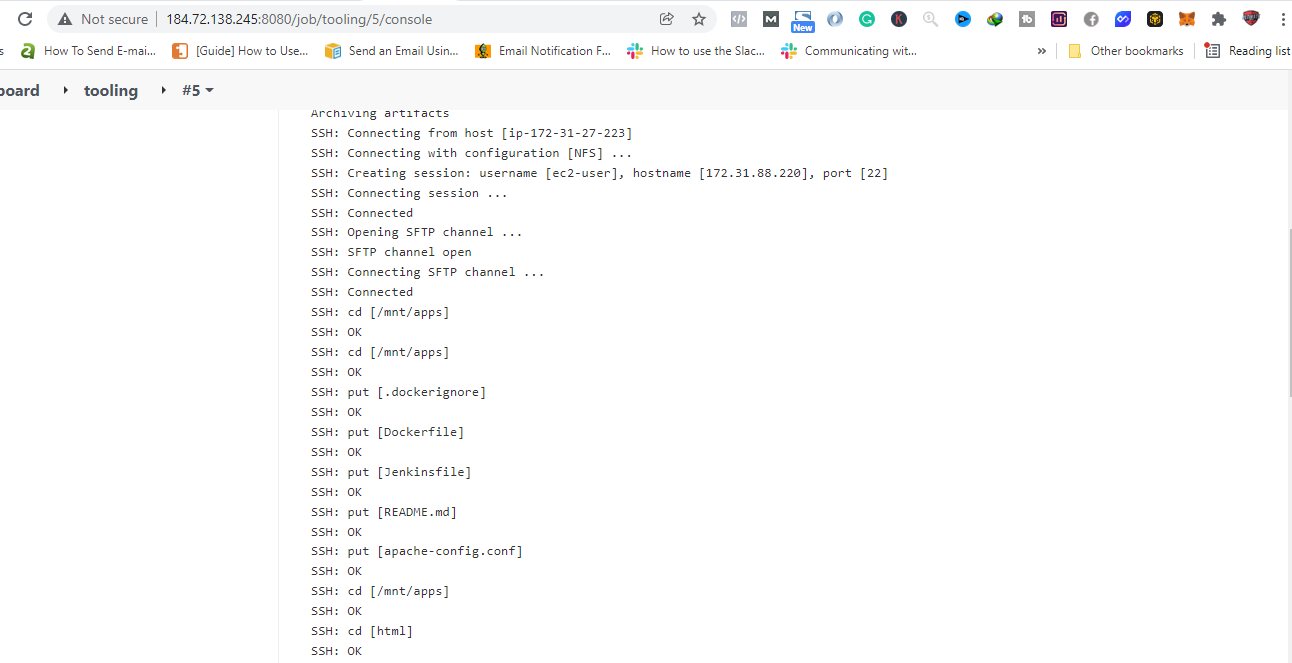 Not secure | 184.72.138.245:8080/job/tooling/5/console
New
s How To Send E-mai... [Guide] How to Use... Send an Email Usin... Email Notification F... How to use the Slac... Communicating wit... » Other bookmarks Reading list
board tooling #5
Archiving artifacts
SSH: Connecting from host [ip-172-31-27-223]
SSH: Connecting with configuration [NFS] ...
SSH: Creating session: username [ec2-user], hostname [172.31.88.220], port [22]
SSH: Connecting session ...
SSH: Connected
SSH: Opening SFTP channel ...
SSH: SFTP channel open
SSH: Connecting SFTP channel ...
SSH: Connected
SSH: cd [/mnt/apps]
SSH: OK
SSH: cd [/mnt/apps]
SSH: OK
SSH: put [.dockerignore]
SSH: OK
SSH: put [Dockerfile]
SSH: OK
SSH: put [Jenkinsfile]
SSH: OK
SSH: put [README.md]
SSH: OK
SSH: put [apache-config.conf]
SSH: OK
SSH: cd [/mnt/apps]
SSH: OK
SSH: cd [html]
SSH: OK